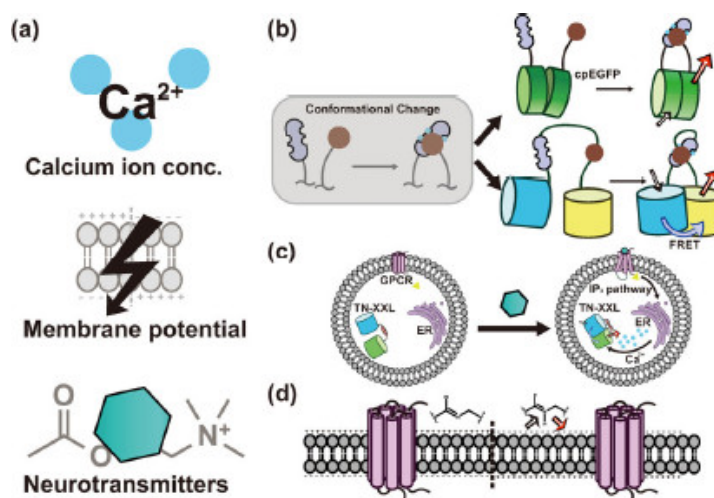 (a)
Ca2+
Calcium ion conc.
Membrane potential
O
O
N+
Neurotransmitters
(b)
Conformational Change
cpEGFP
FRET
(c)
GPCR
TN-XXL
ER
IP3 pathway
TN-XXL
ER
Ca2+
(d)